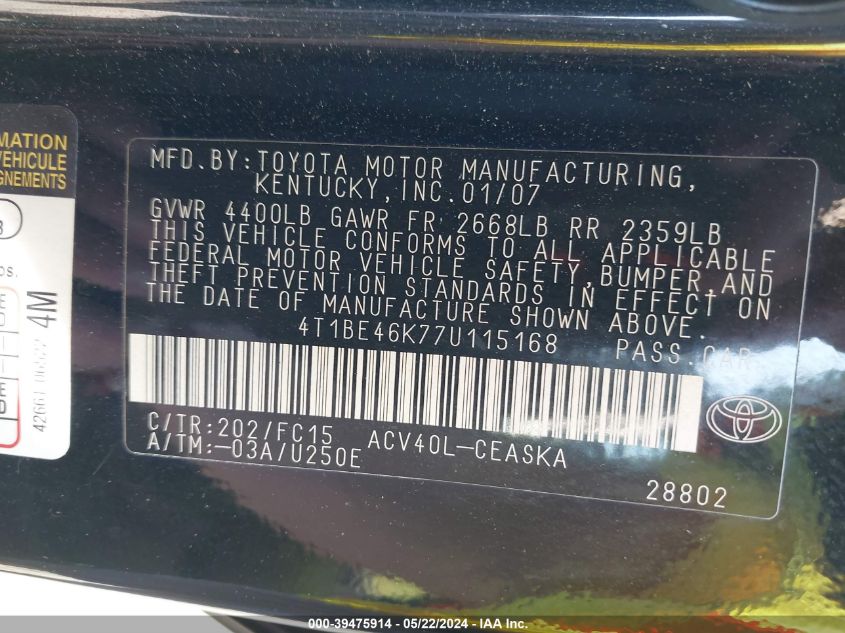 MATION
VEHICULE
GNEMENTS
OS.
4M
MFD. BY: TOYOTA MOTOR MANUFACTURING,
KENTUCKY, INC. 01/07
GVWR 4400LB GAWR FR 2668LB RR 2359LB
THIS VEHICLE CONFORMS TO ALL APPLICABLE
FEDERAL MOTOR VEHICLE SAFETY, BUMPER, AND
THEFT PREVENTION STANDARDS IN EFFECT ON
THE DATE OF MANUFACTURE SHOWN ABOVE.
4T1BE46K77U115168 PASS. CAR
C/TR: 202/FC15 ACV40L-CEASKA
A/TM: -03A/U250E
28802
000-39475914 - 05/22/2024 - IAA Inc.